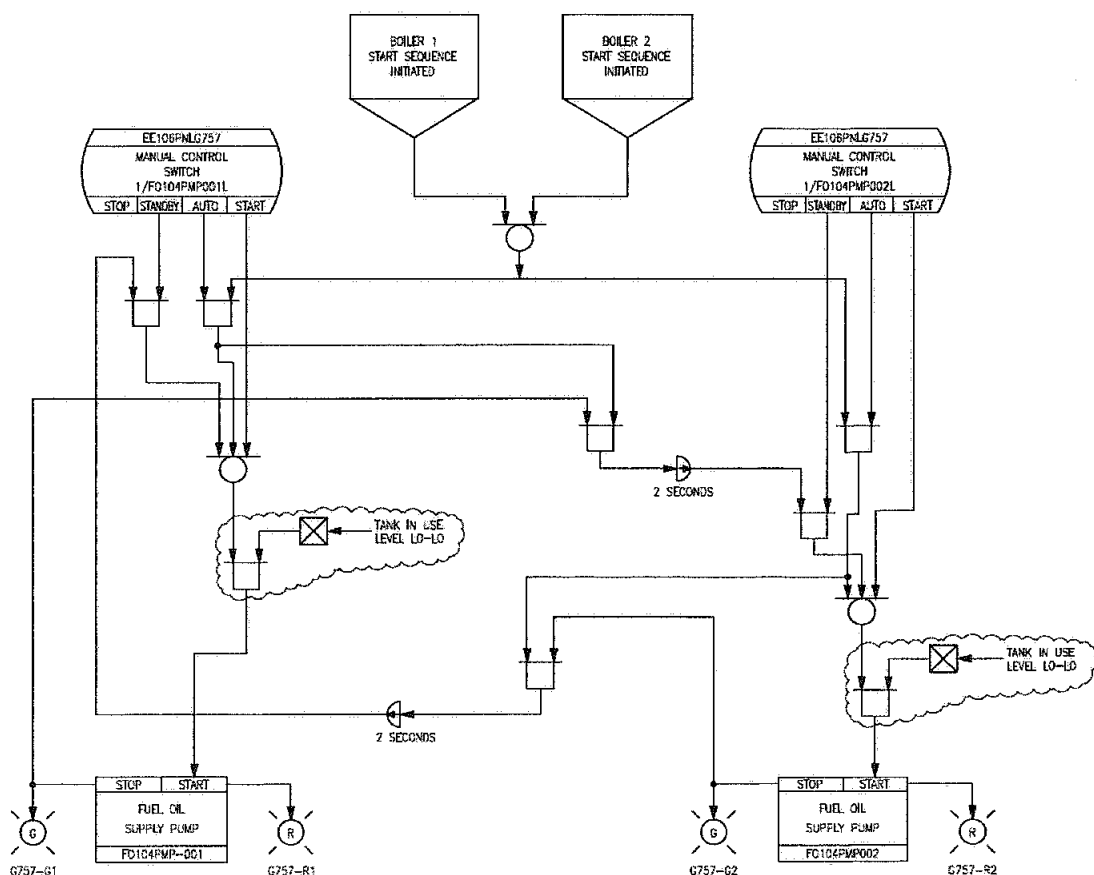 BOILER 1
START SEQUENCE
INITIATED
BOILER 2
START SEQUENCE
INITIATED
EE106PNLG757
MANUAL CONTROL
SWITCH
1/FO104PMP001L
STOP STANDBY AUTO START
EE106PNLG757
MANUAL CONTROL
SWITCH
1/FO104PMP002L
STOP STANDBY AUTO START
2 SECONDS
TANK IN USE
LEVEL LO-LO
TANK IN USE
LEVEL LO-LO
2 SECONDS
STOP START
FUEL OIL
SUPPLY PUMP
FO104PMP-001
G
G757-G1
R
G757-R1
STOP START
FUEL OIL
SUPPLY PUMP
FO104PMP002
G
G757-G2
R
G757-R2